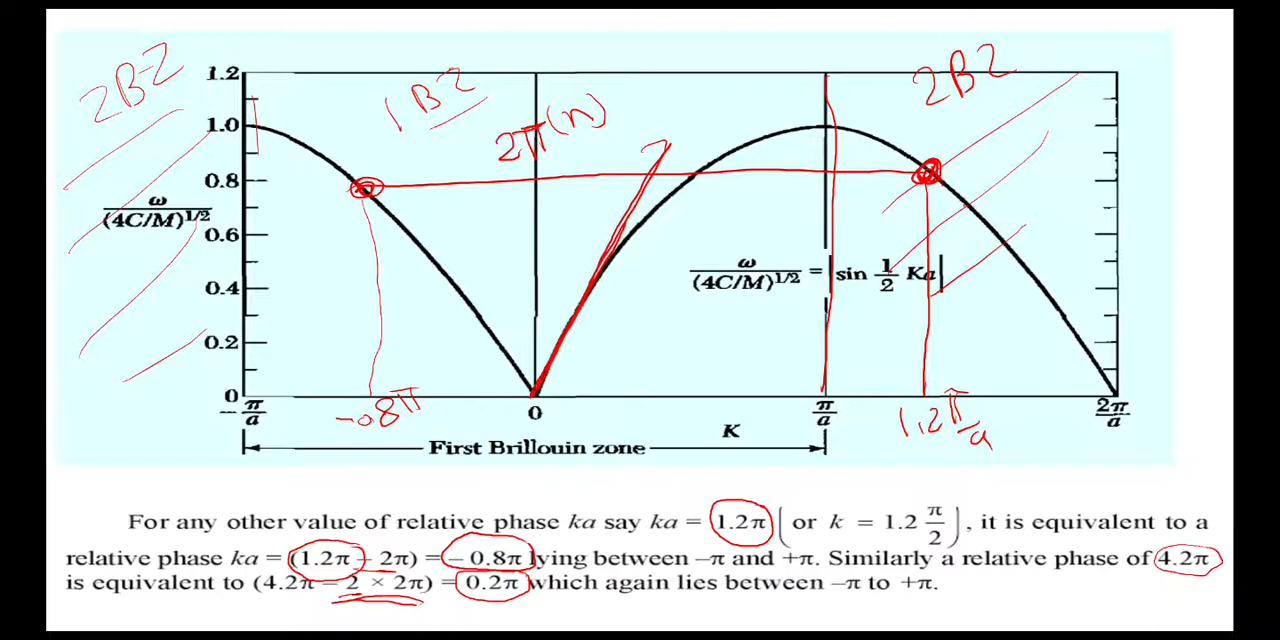 2BZ
1BZ
2BZ
2π(n)
1.2
1.0
0.8
0.6
0.4
0.2
0
ω
(4C/M)^1/2
ω/(4C/M)^1/2 = |sin 1/2 Ka|
-π/a
0
π/a
2π/a
-0.8π
1.2π/a
K
First Brillouin zone
For any other value of relative phase ka say ka = 1.2π [or k = 1.2 π/2], it is equivalent to a
relative phase ka = (1.2π – 2π) = – 0.8π lying between –π and +π. Similarly a relative phase of 4.2π
is equivalent to (4.2π – 2 × 2π) = 0.2π which again lies between –π to +π.